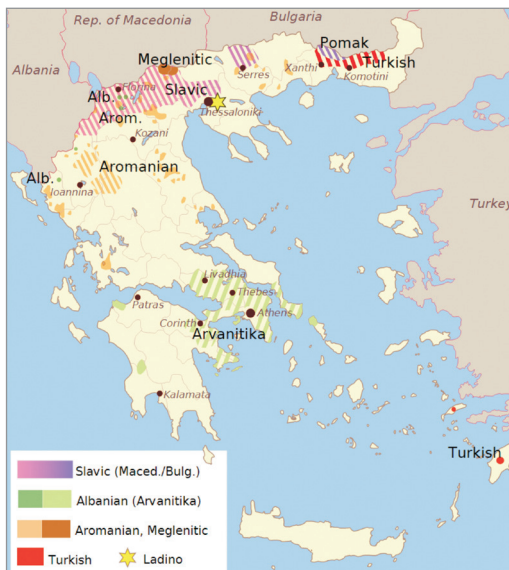 Rep. of Macedonia
Bulgaria
Albania
Meglenitic
Pomak
Turkish
Serres
Xanthi
Komotini
Florina
Alb.
Slavic
Thessaloniki
Arom.
Kozani
Aromanian
Alb.
Ioannina
Turkey
Livadhia
Thebes
Patras
Athens
Corinth
Arvanitika
Kalamata
Turkish
Slavic (Maced./Bulg.)
Albanian (Arvanitika)
Aromanian, Meglenitic
Turkish
Ladino